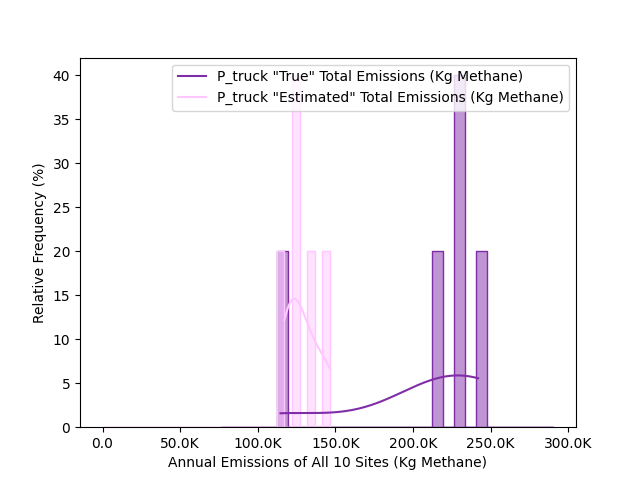 P_truck "True" Total Emissions (Kg Methane)
P_truck "Estimated" Total Emissions (Kg Methane)
40
35
30
25
20
15
10
5
0
Relative Frequency (%)
0.0 50.0K 100.0K 150.0K 200.0K 250.0K 300.0K
Annual Emissions of All 10 Sites (Kg Methane)